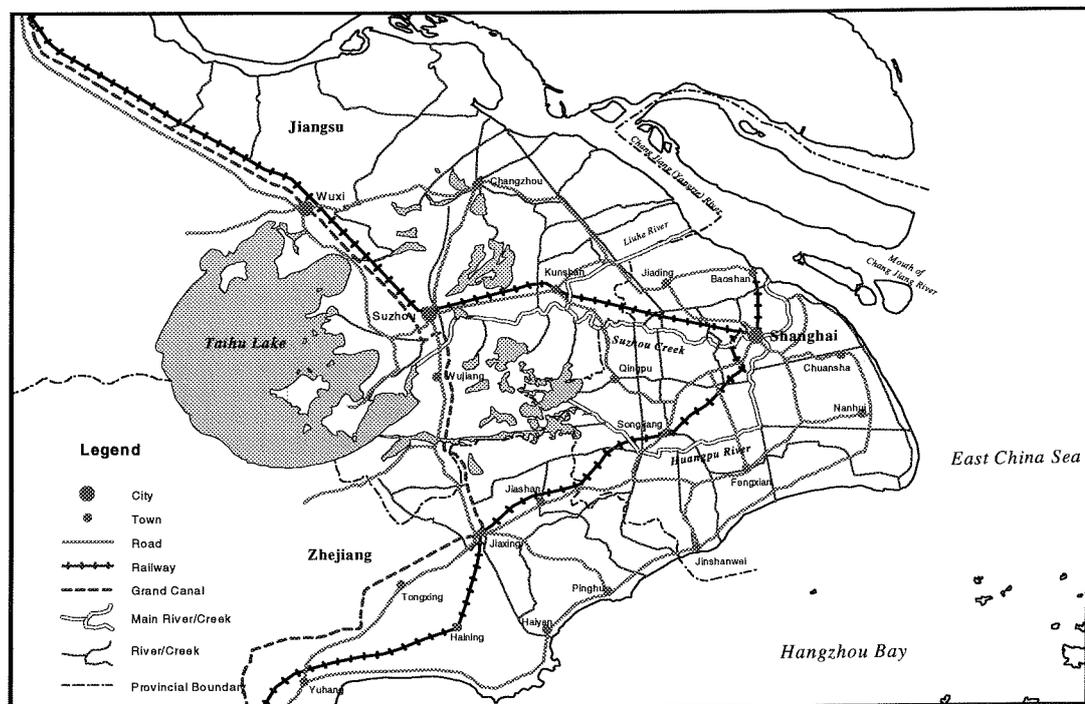 Jiangsu
Wuxi
Changzhou
Chang Jiang (Yangtze) River
Liuhe River
Mouth of
Chang Jiang River
Kunshan
Jiading
Baoshan
Suzhou
Shanghai
Taihu Lake
Suzhou Creek
Chuansha
Wujiang
Qingpu
Nanhui
Songjiang
Huangpu River
East China Sea
Fengxian
Jiashan
Zhejiang
Jiaxing
Jinshanwei
Tongxing
Pinghu
Haining
Haiyan
Hangzhou Bay
Yuhang
Legend
City
Town
Road
Railway
Grand Canal
Main River/Creek
River/Creek
Provincial Boundary